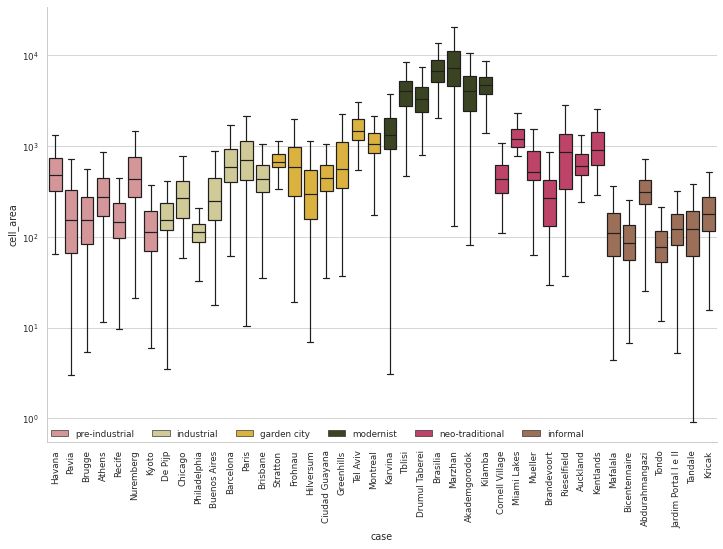 10⁴
10³
10²
10¹
10⁰
cell_area
pre-industrial
industrial
garden city
modernist
neo-traditional
informal
Havana
Pavia
Brugge
Athens
Recife
Nuremberg
Kyoto
De Pijp
Chicago
Philadelphia
Buenos Aires
Barcelona
Paris
Brisbane
Stratton
Frohnau
Hilversum
Ciudad Guayana
Greenhills
Tel Aviv
Montreal
Karvina
Tblisi
Drumul Taberei
Brasilia
Marzhan
Akademgorodok
Kilamba
Cornell Village
Miami Lakes
Mueller
Brandevoort
Rieselfield
Auckland
Kentlands
Mafalala
Bicentennaire
Abdurahmangazi
Tondo
Jardim Portal I e II
Tandale
Kricak
case